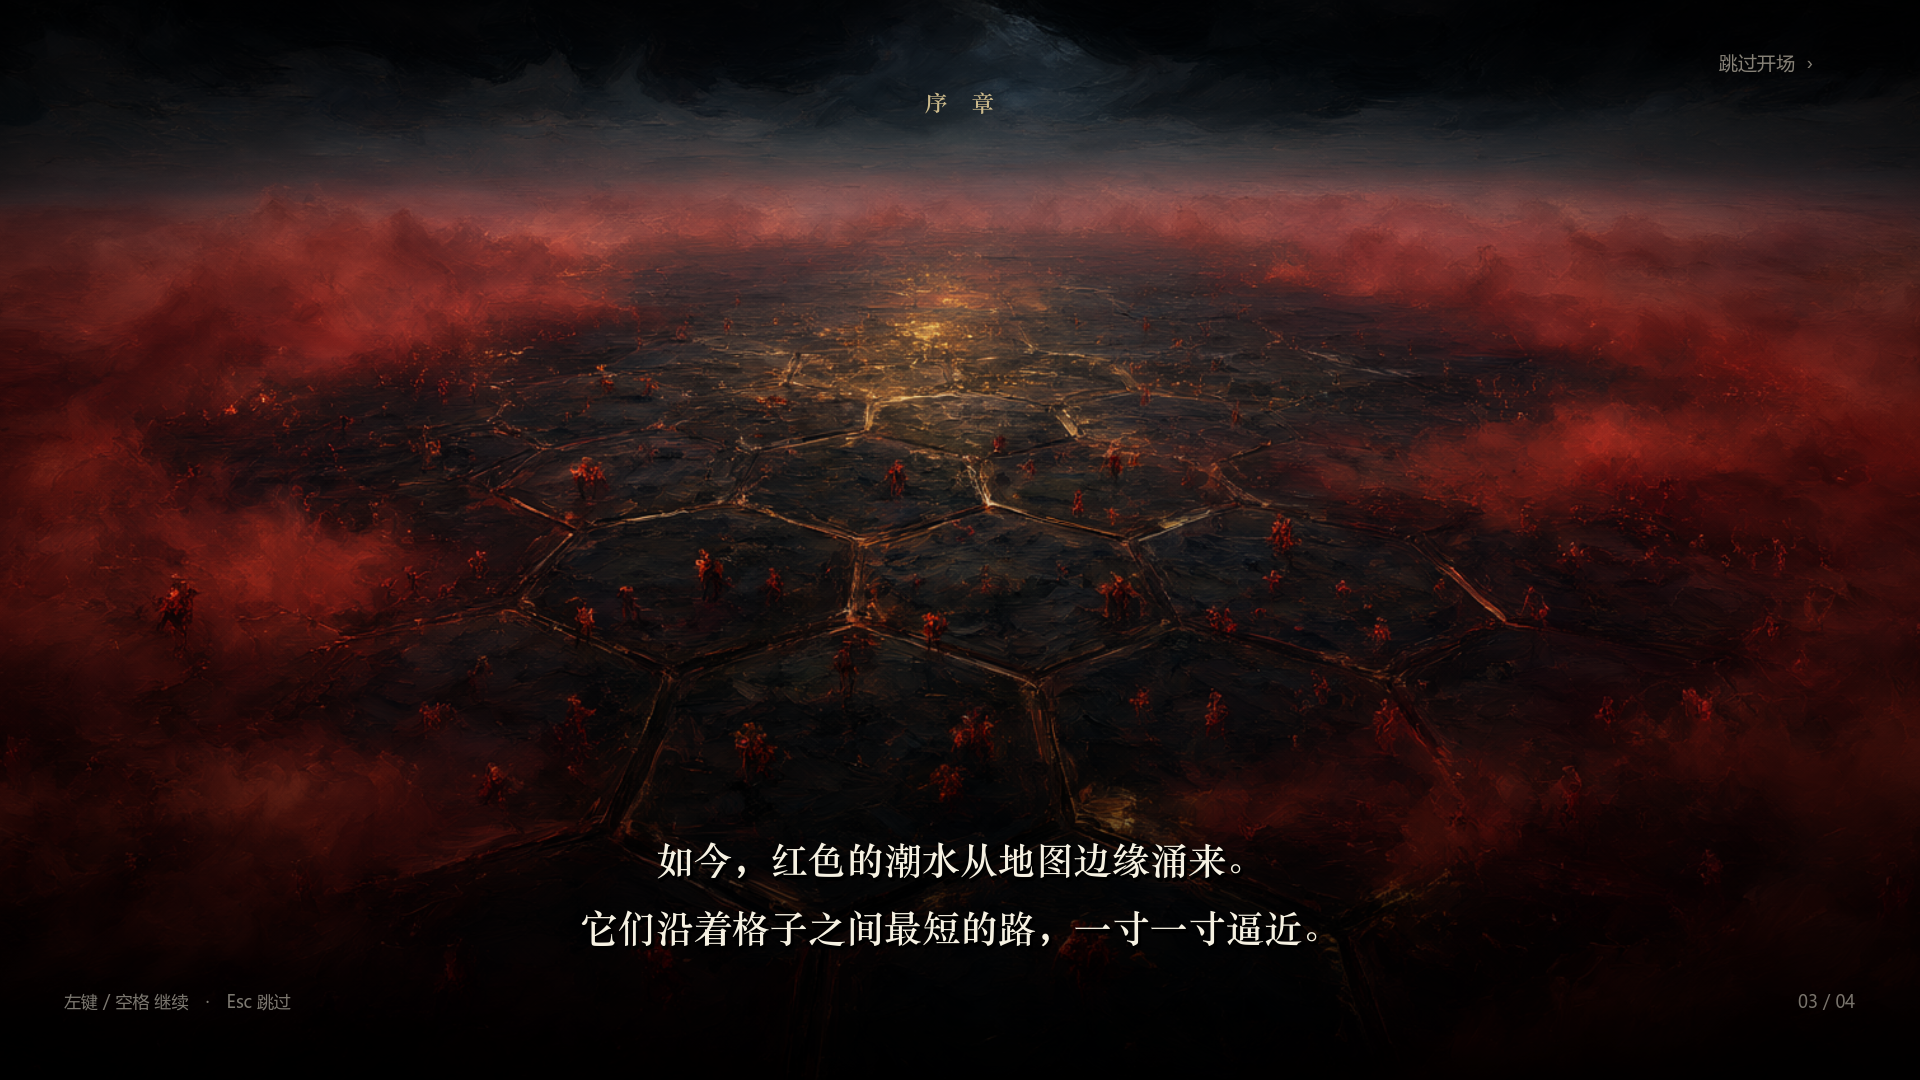 跳过开场 ›
序 章
如今，红色的潮水从地图边缘涌来。
它们沿着格子之间最短的路，一寸一寸逼近。
左键 / 空格 继续 · Esc 跳过
03 / 04